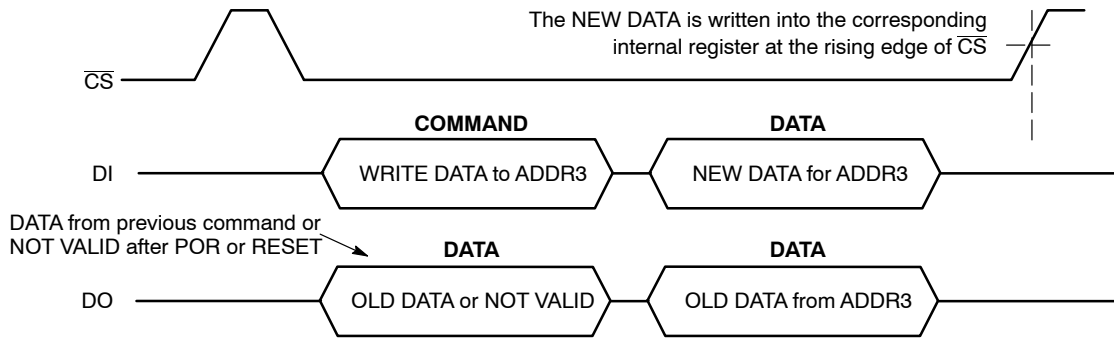 The NEW DATA is written into the corresponding
internal register at the rising edge of C̅S̅
C̅S̅
COMMAND
DATA
DI
WRITE DATA to ADDR3
NEW DATA for ADDR3
DATA from previous command or
NOT VALID after POR or RESET
DATA
DATA
DO
OLD DATA or NOT VALID
OLD DATA from ADDR3